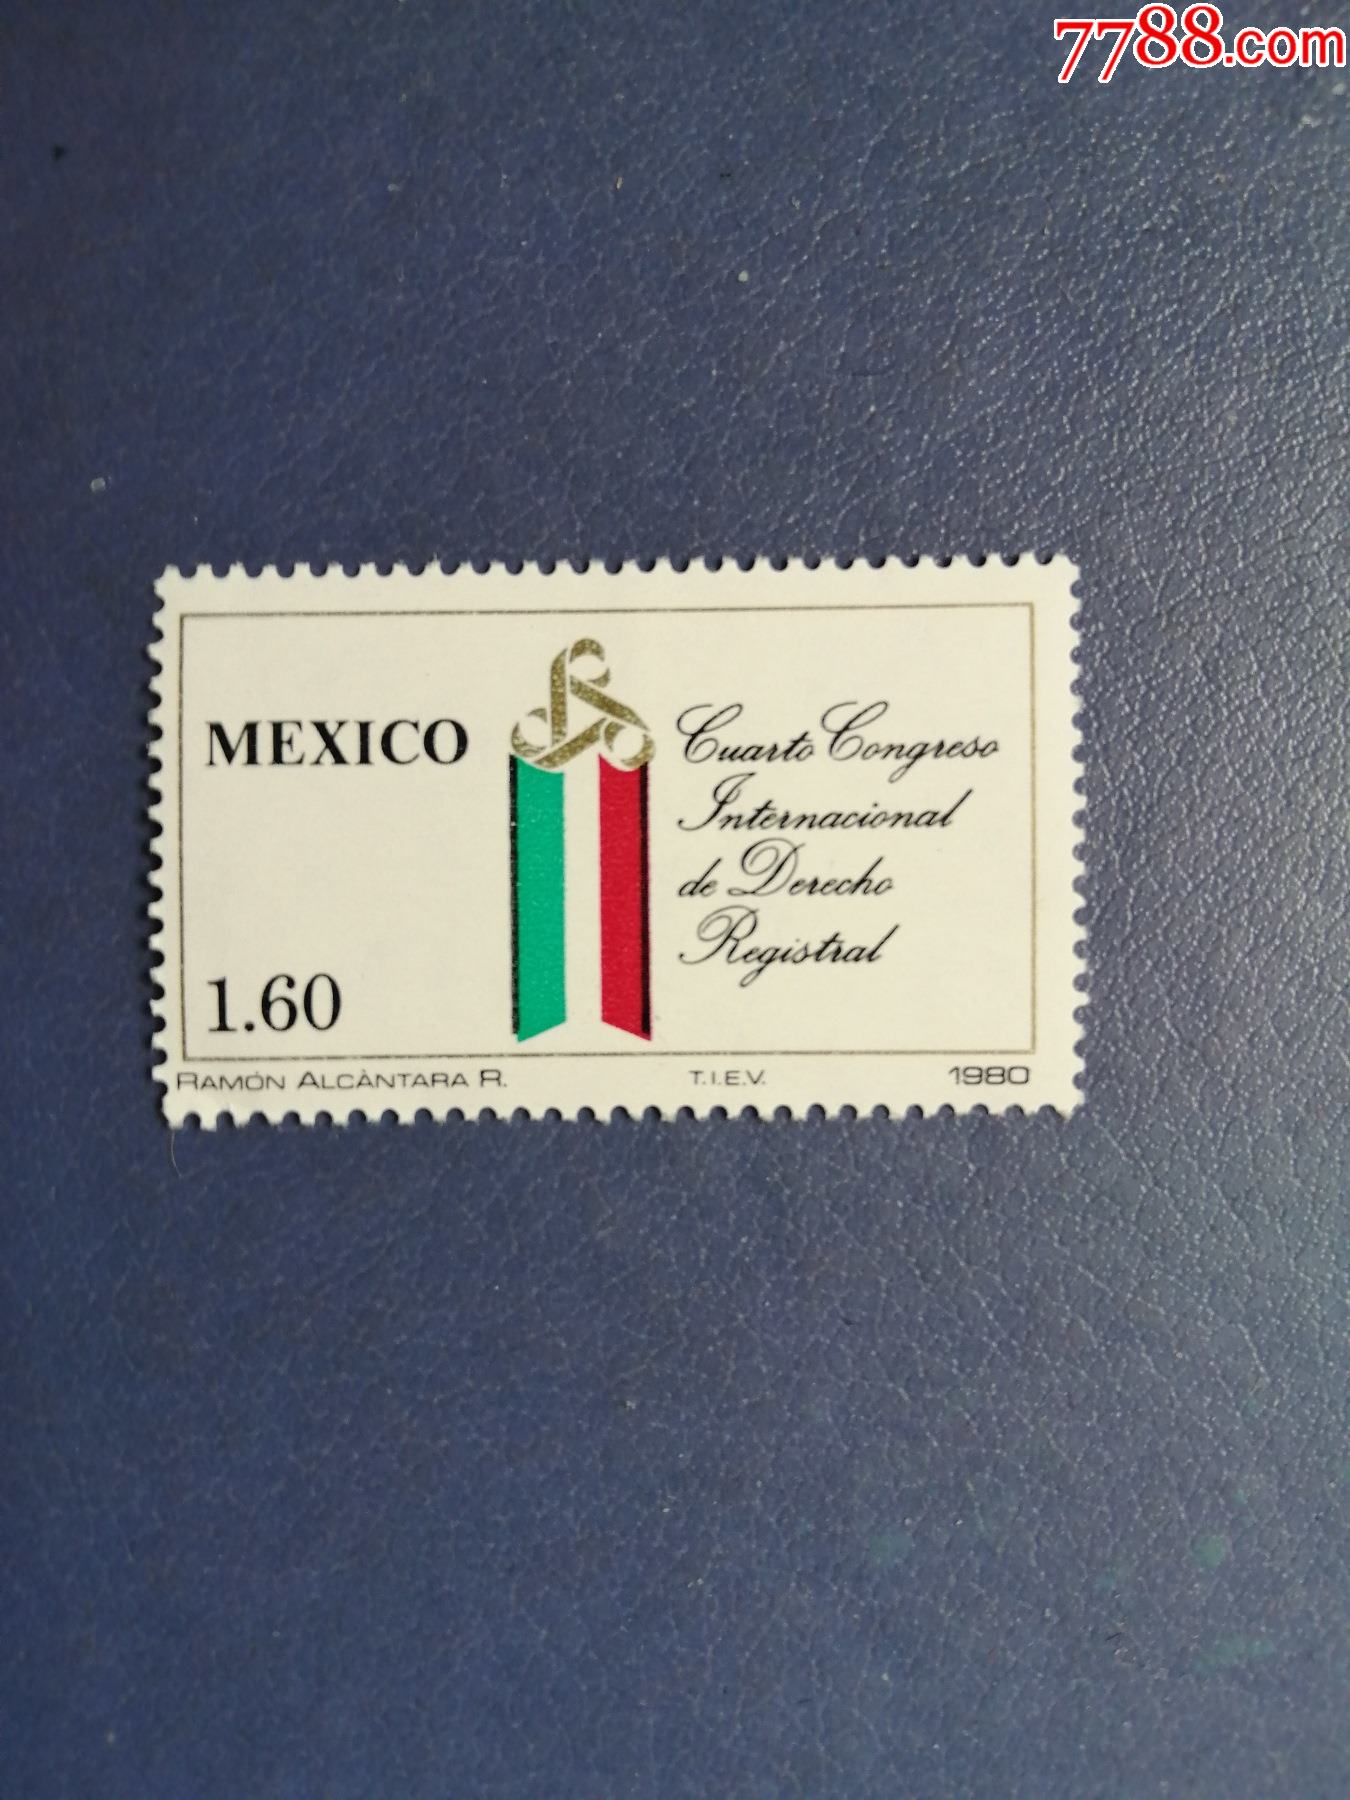 7788.com
MEXICO
Cuarto Congreso
Internacional
de Derecho
Registral
1.60
RAMÓN ALCÀNTARA R. T.I.E.V. 1980